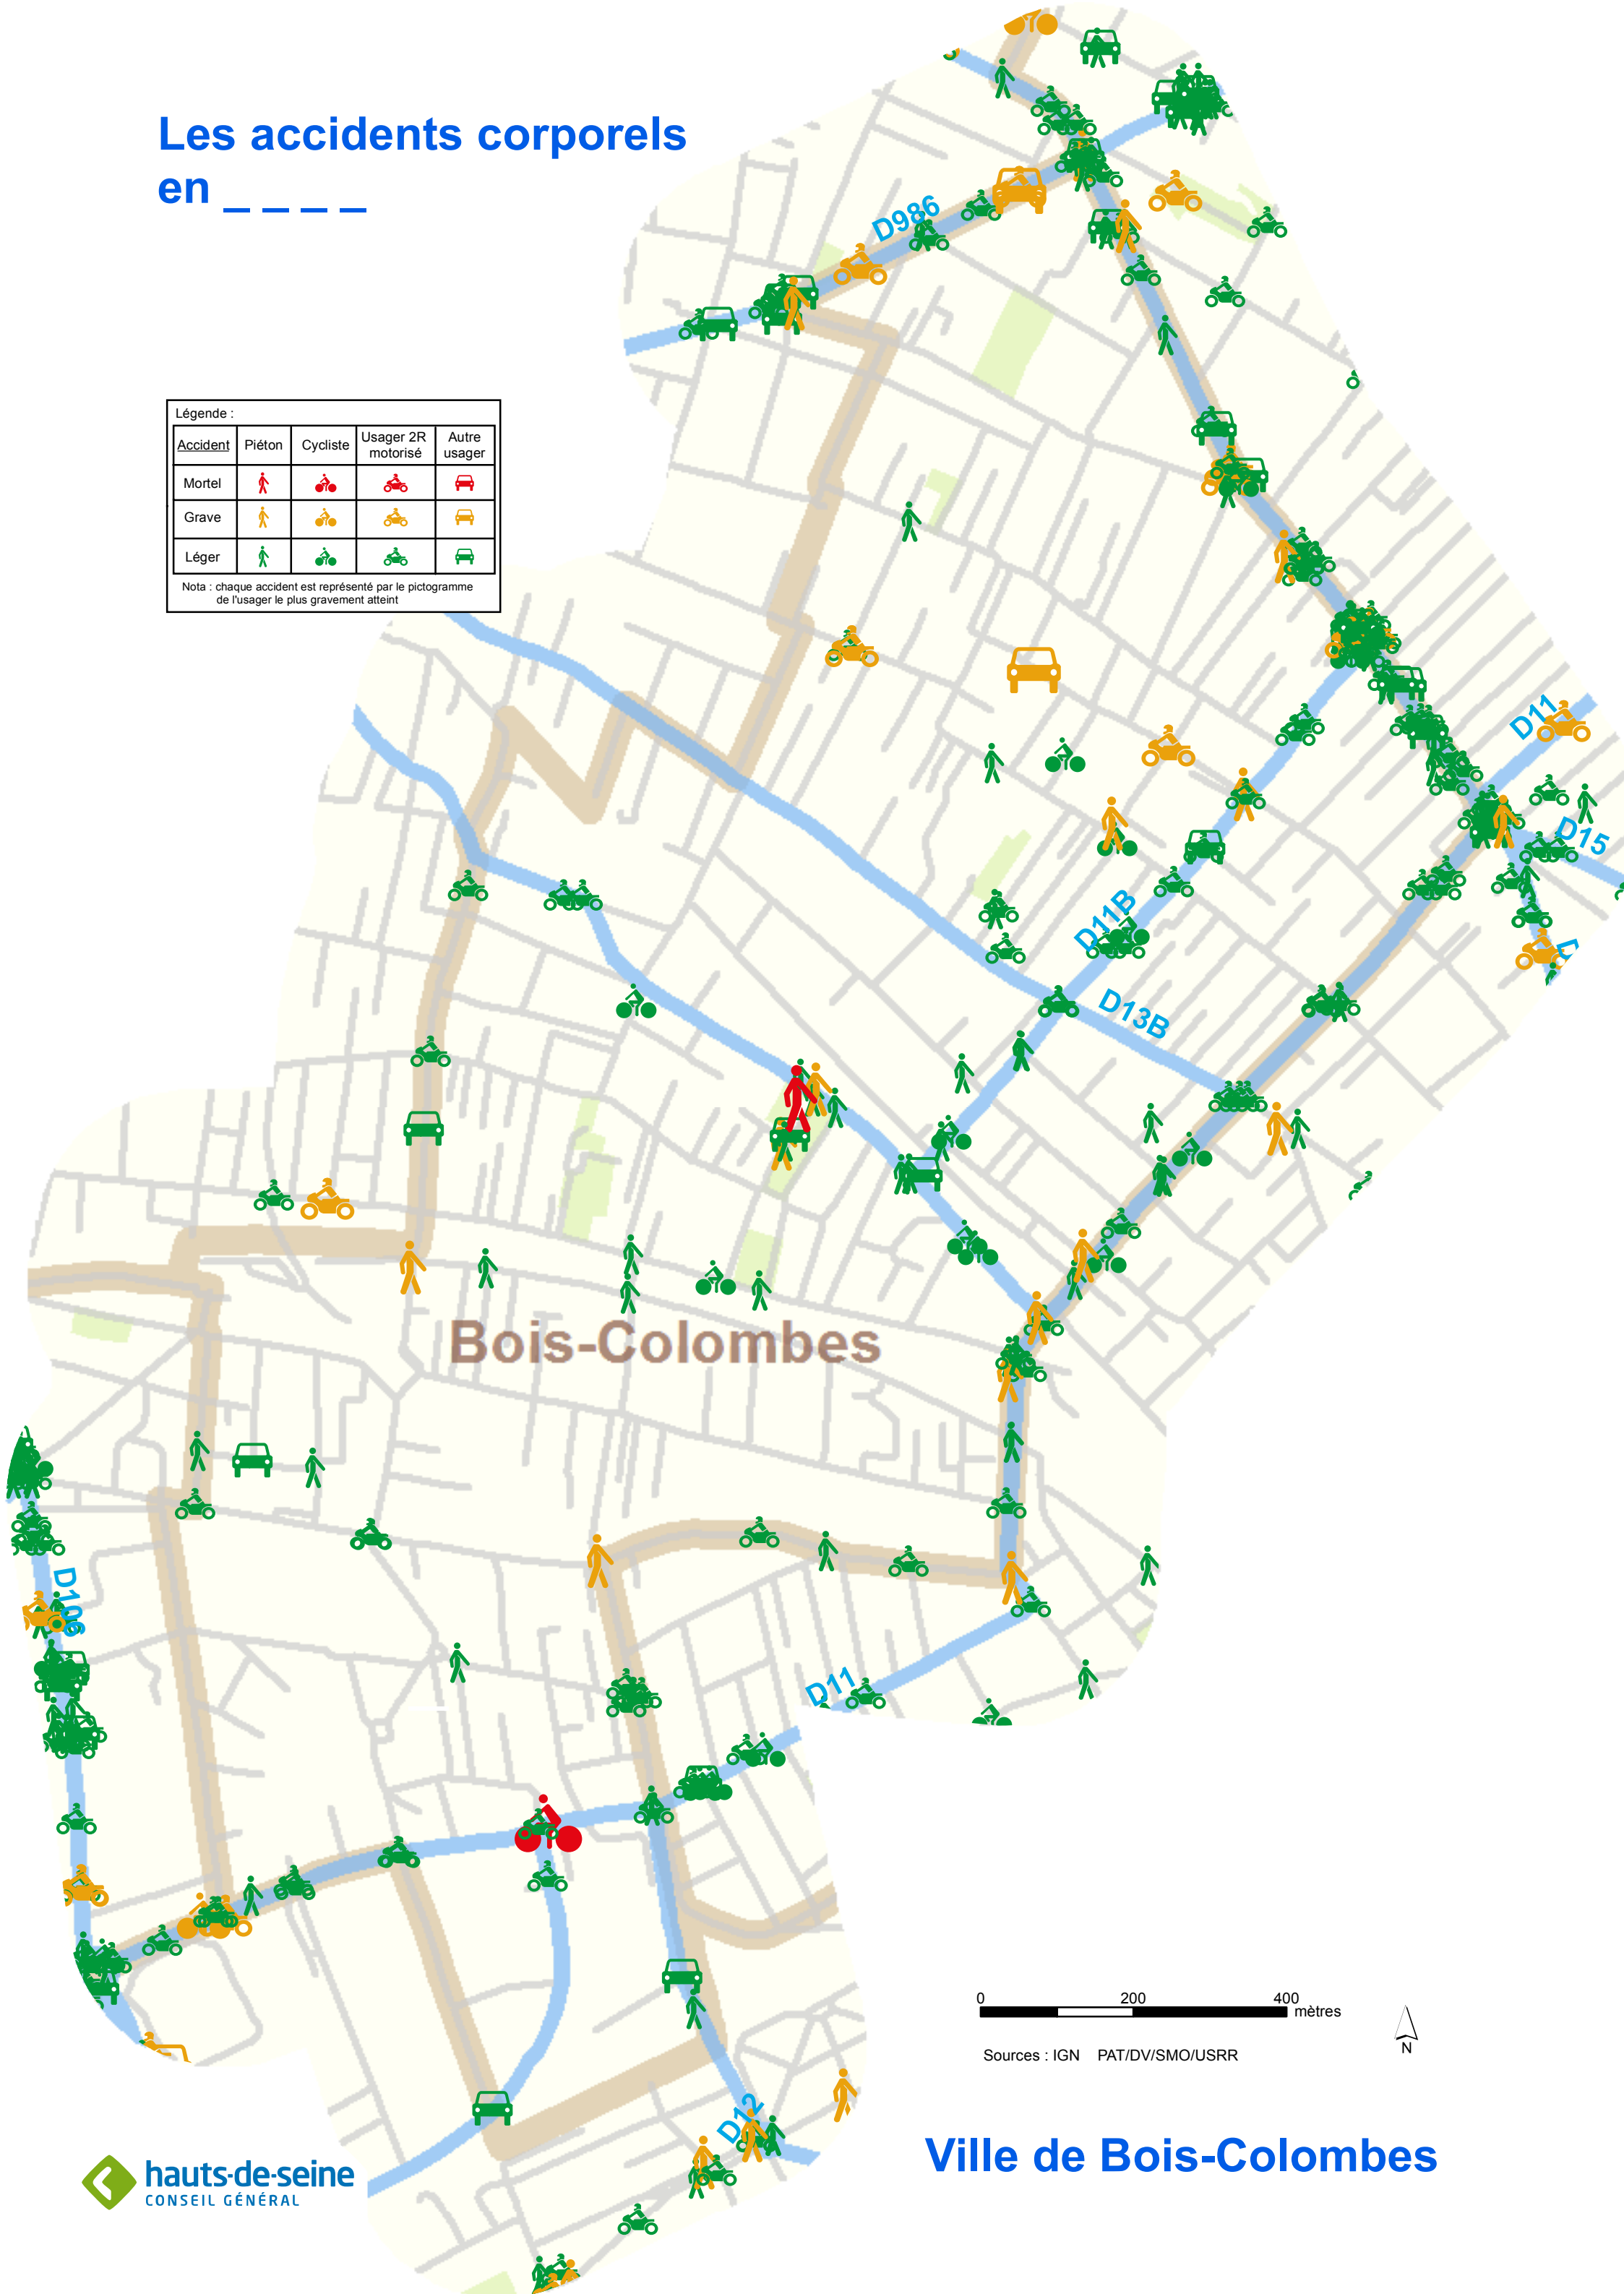 Les accidents corporels
en _ _ _ _
D986
Légende :
Accident Piéton Cycliste Usager 2R motorisé Autre usager
Mortel
Grave
Léger
Nota : chaque accident est représenté par le pictogramme
de l'usager le plus gravement atteint
D11
D15
D11B
D13B
Bois-Colombes
D106
D11
0 200 400
mètres
Sources : IGN PAT/DV/SMO/USRR
N
D12
Ville de Bois-Colombes
hauts-de-seine
CONSEIL GÉNÉRAL